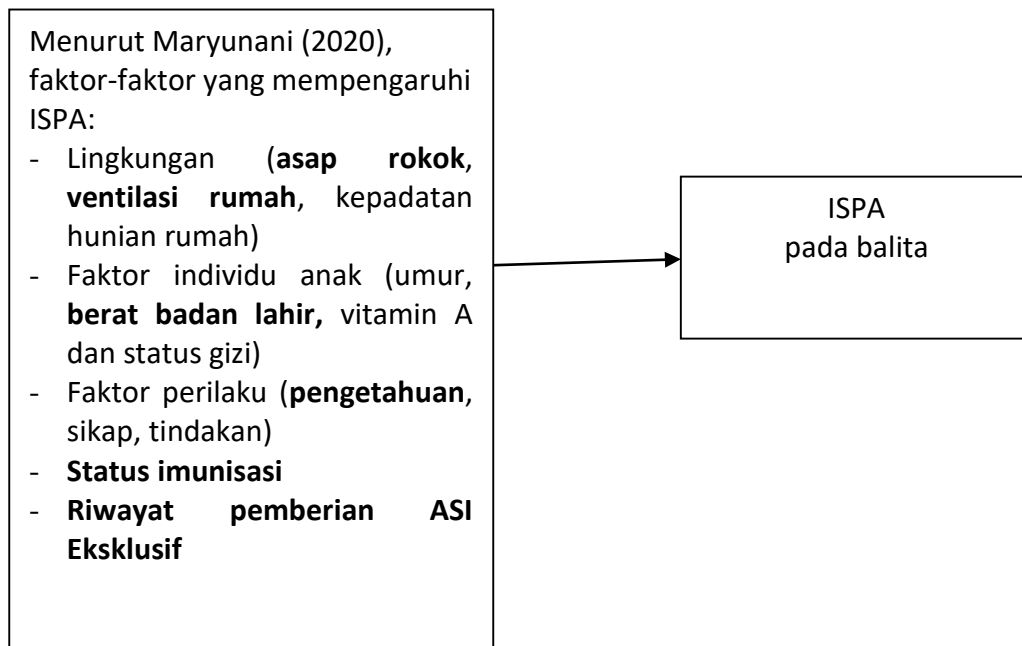 Menurut Maryunani (2020),
faktor-faktor yang mempengaruhi
ISPA:
- Lingkungan (asap rokok,
ventilasi rumah, kepadatan
hunian rumah)
- Faktor individu anak (umur,
berat badan lahir, vitamin A
dan status gizi)
- Faktor perilaku (pengetahuan,
sikap, tindakan)
- Status imunisasi
- Riwayat pemberian ASI
Eksklusif
ISPA
pada balita